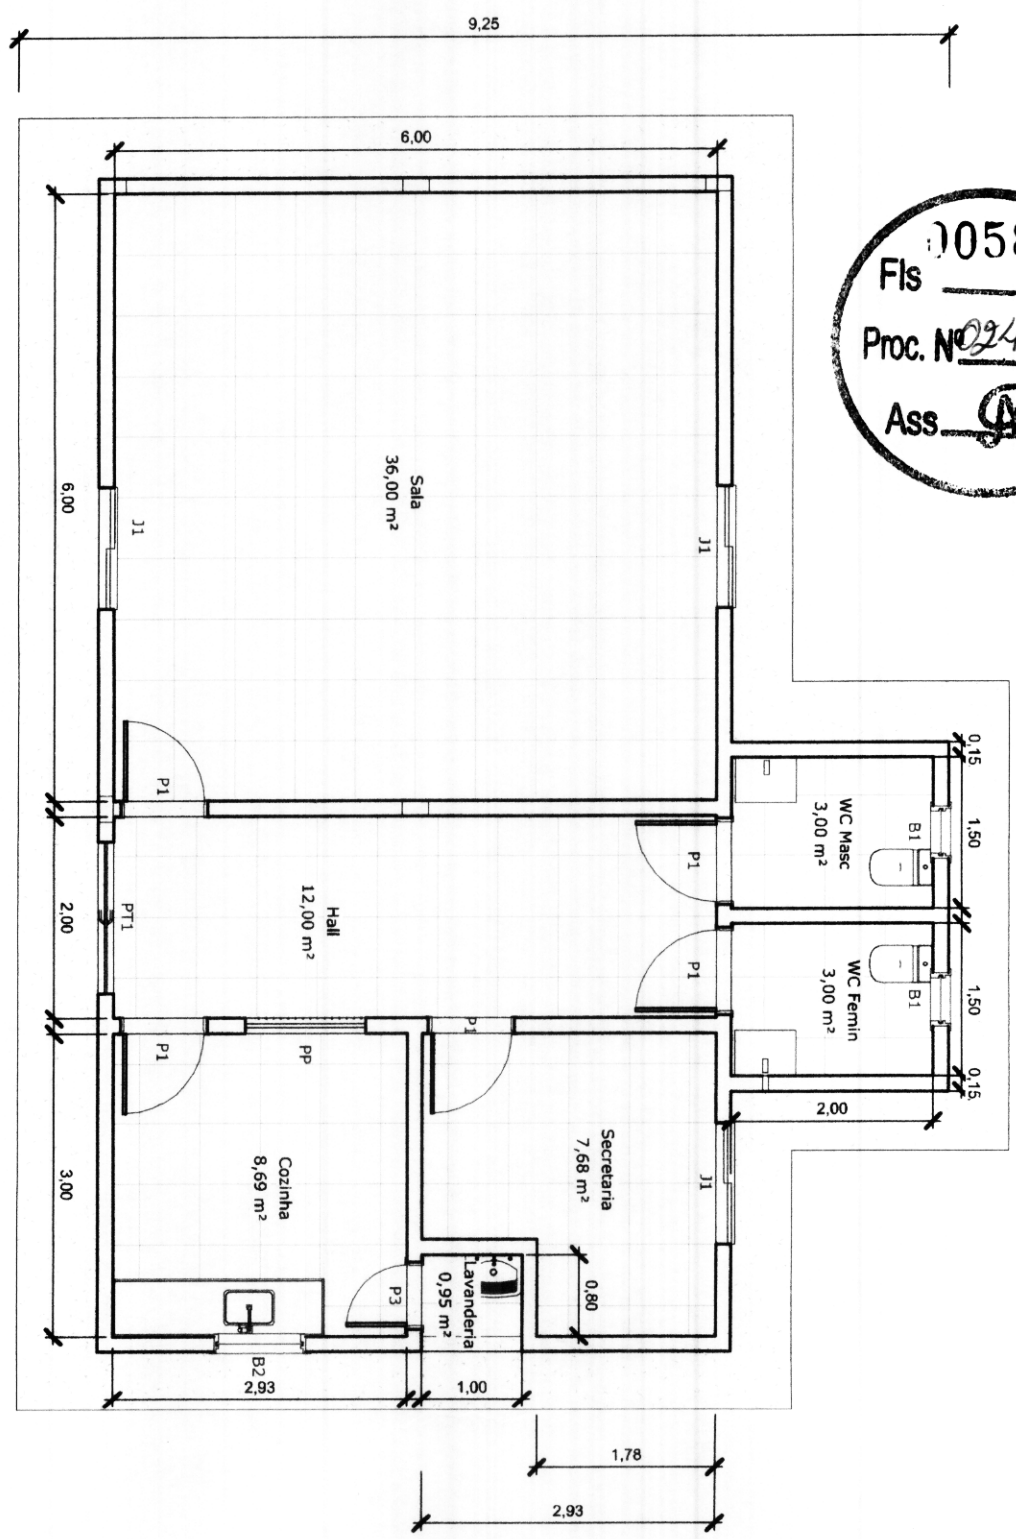 9,25
6,00
0058
Fls
Proc. Nº 024
Ass
6,00
Sala
36,00 m²
J1
J1
P1
0,15
1,50
WC Masc
3,00 m²
B1
P1
Hall
12,00 m²
PT1
2,00
P1
WC Femin
3,00 m²
B1
1,50
0,15
2,00
P1
PP
P1
Secretaria
7,68 m²
J1
Cozinha
8,69 m²
3,00
P3
Lavanderia
0,95 m²
0,80
B2
2,93
1,00
1,78
2,93